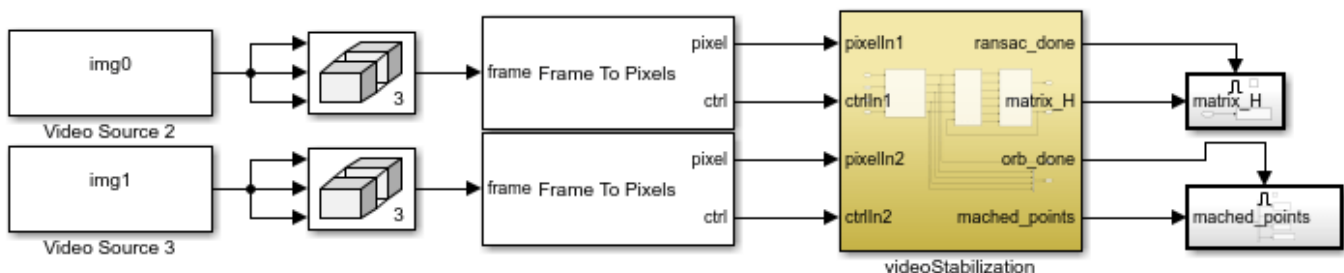 img0
Video Source 2
3
frame
Frame To Pixels
pixel
ctrl
img1
Video Source 3
3
frame
Frame To Pixels
pixel
ctrl
pixelIn1
ctrlIn1
pixelIn2
ctrlIn2
ransac_done
matrix_H
orb_done
mached_points
videoStabilization
matrix_H
mached_points